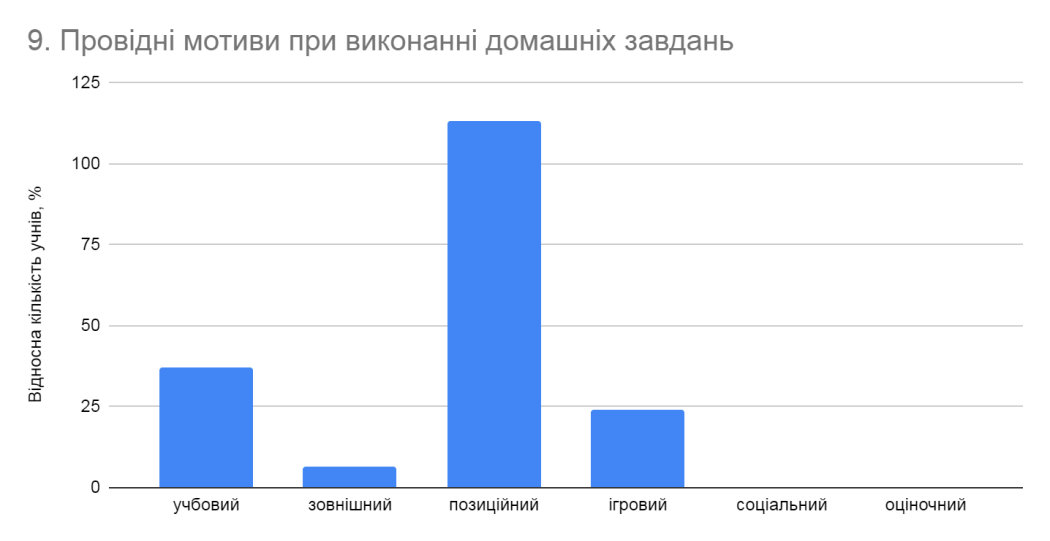 9. Провідні мотиви при виконанні домашніх завдань
125
100
75
50
25
0
Відносна кількість учнів, %
учбовий зовнішний позиційний ігровий соціальний оціночний